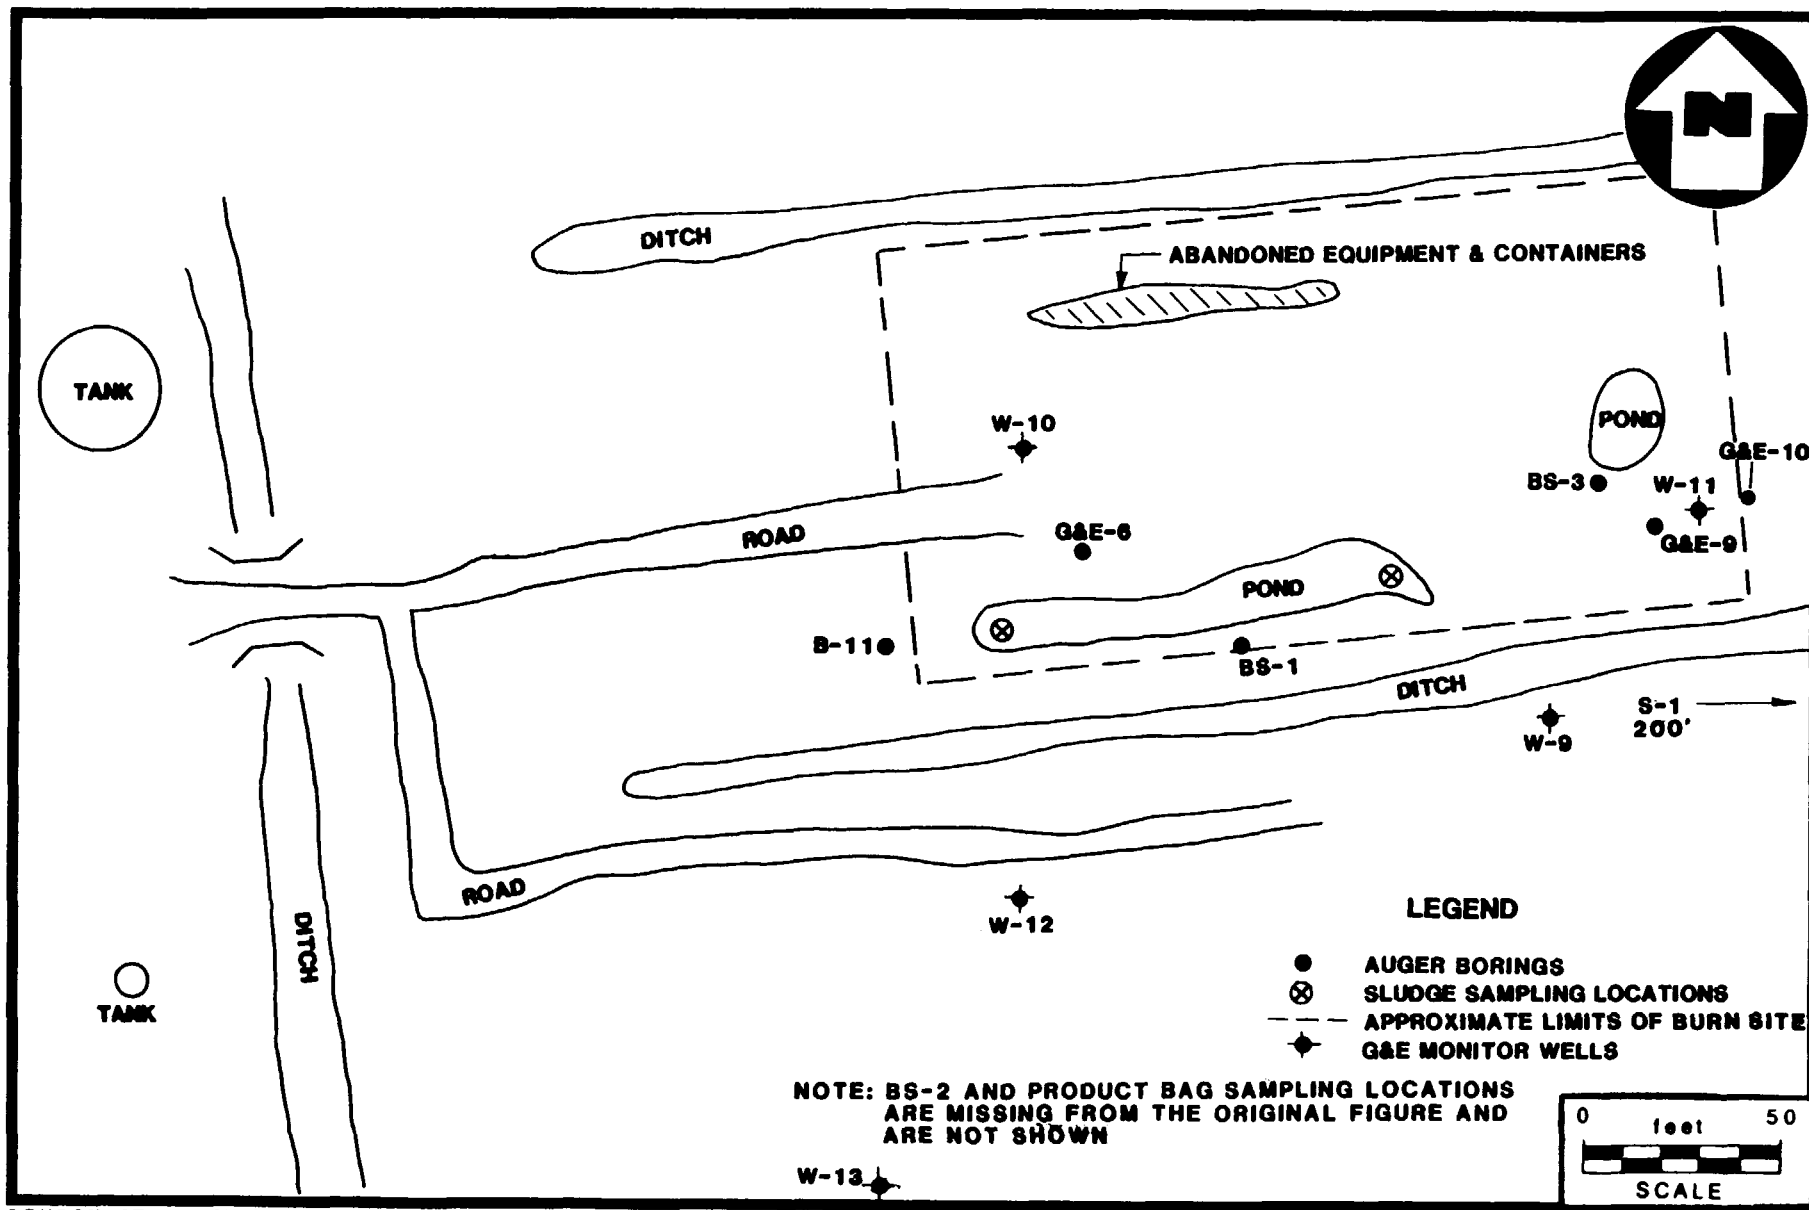 N
DITCH
ABANDONED EQUIPMENT & CONTAINERS
TANK
W-10
POND
G&E-10
BS-3
W-11
ROAD
G&E-6
G&E-9
POND
B-11
BS-1
DITCH
S-1
200'
W-9
ROAD
W-12
DITCH
TANK
LEGEND
AUGER BORINGS
SLUDGE SAMPLING LOCATIONS
APPROXIMATE LIMITS OF BURN SITE
G&E MONITOR WELLS
NOTE: BS-2 AND PRODUCT BAG SAMPLING LOCATIONS
ARE MISSING FROM THE ORIGINAL FIGURE AND
ARE NOT SHOWN
0 50
feet
SCALE
W-13